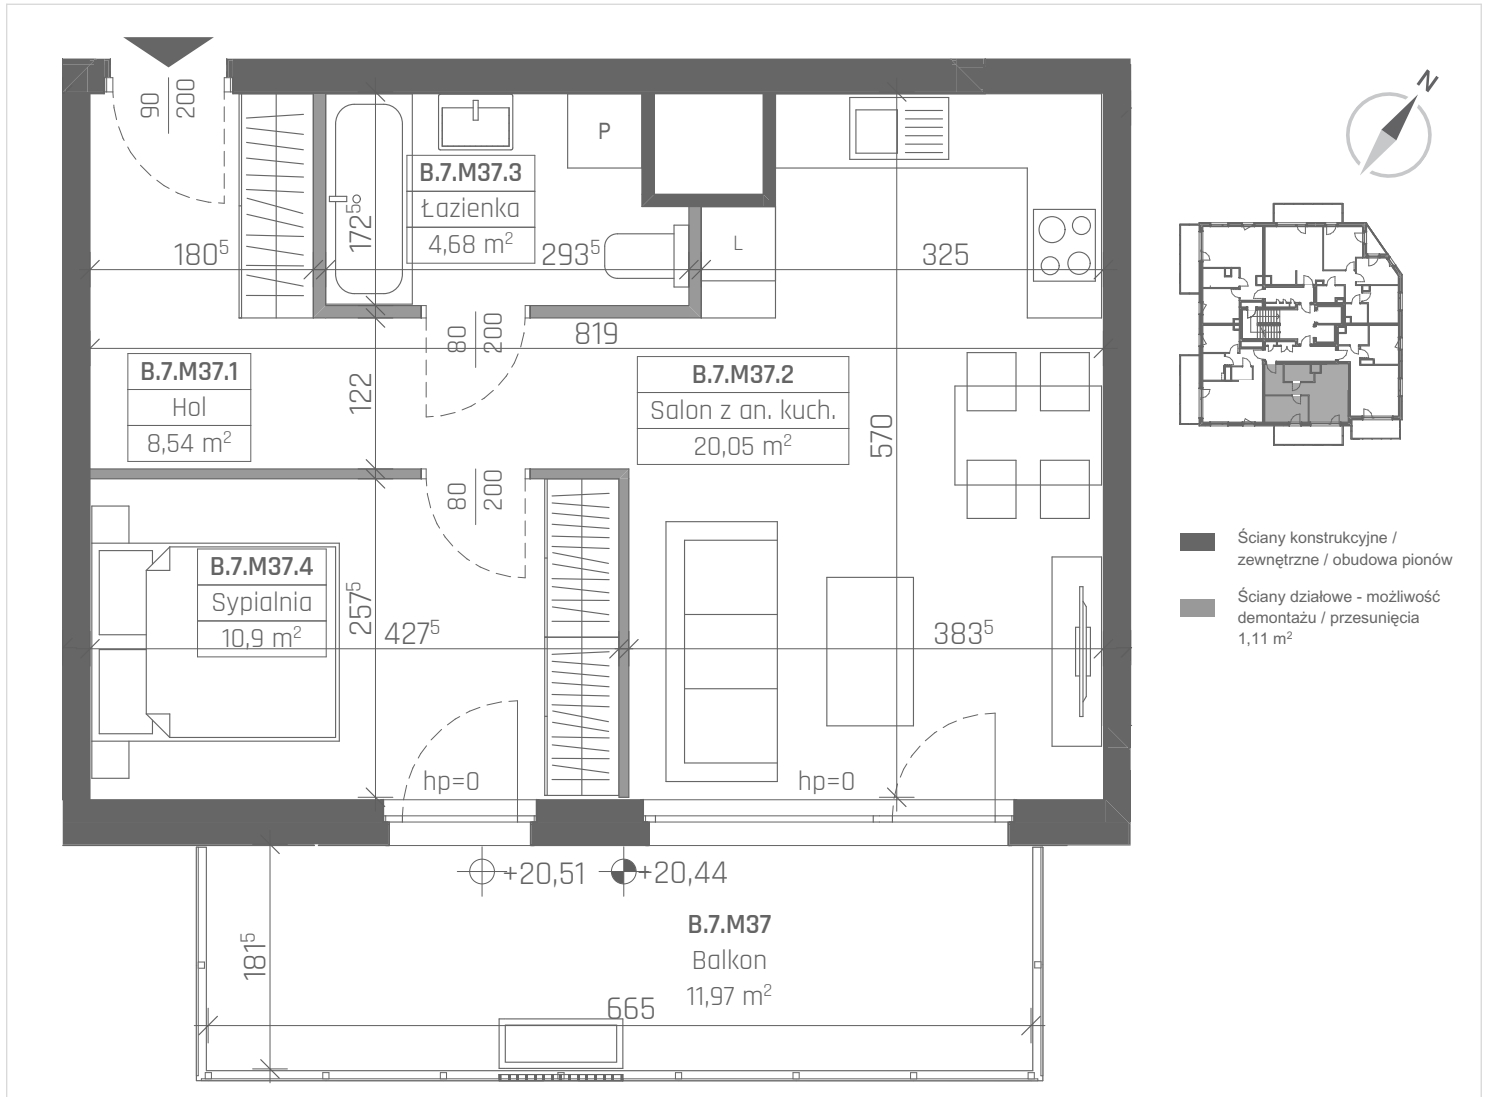 N
90
200
P
B.7.M37.3
Łazienka
4,68 m²
172⁵
180⁵
293⁵
L
325
80
200
819
B.7.M37.1
Hol
8,54 m²
122
B.7.M37.2
Salon z an. kuch.
20,05 m²
570
80
200
B.7.M37.4
Sypialnia
10,9 m²
257⁵
427⁵
383⁵
hp=0
hp=0
+20,51
+20,44
B.7.M37
Balkon
11,97 m²
181⁵
665
Ściany konstrukcyjne /
zewnętrzne / obudowa pionów
Ściany działowe - możliwość
demontażu / przesunięcia
1,11 m²